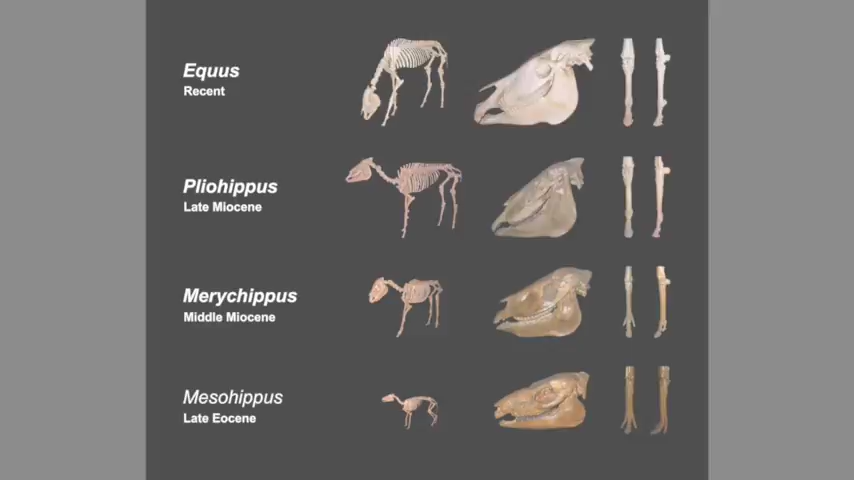 Equus
Recent
Pliohippus
Late Miocene
Merychippus
Middle Miocene
Mesohippus
Late Eocene